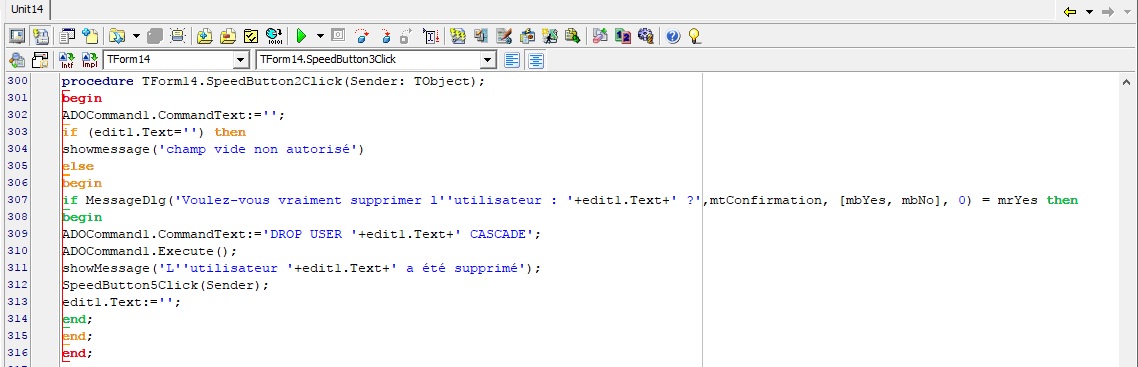 Unit14
Intf Impl TForm14 TForm14.SpeedButton3Click
300 procedure TForm14.SpeedButton2Click(Sender: TObject);
301 begin
302 ADOCommand1.CommandText:='';
303 if (edit1.Text='') then
304 showmessage('champ vide non autorisé')
305 else
306 begin
307 if MessageDlg('Voulez-vous vraiment supprimer l''utilisateur : '+edit1.Text+' ?',mtConfirmation, [mbYes, mbNo], 0) = mrYes then
308 begin
309 ADOCommand1.CommandText:='DROP USER '+edit1.Text+' CASCADE';
310 ADOCommand1.Execute();
311 showMessage('L''utilisateur '+edit1.Text+' a été supprimé');
312 SpeedButton5Click(Sender);
313 edit1.Text:='';
314 end;
315 end;
316 end;